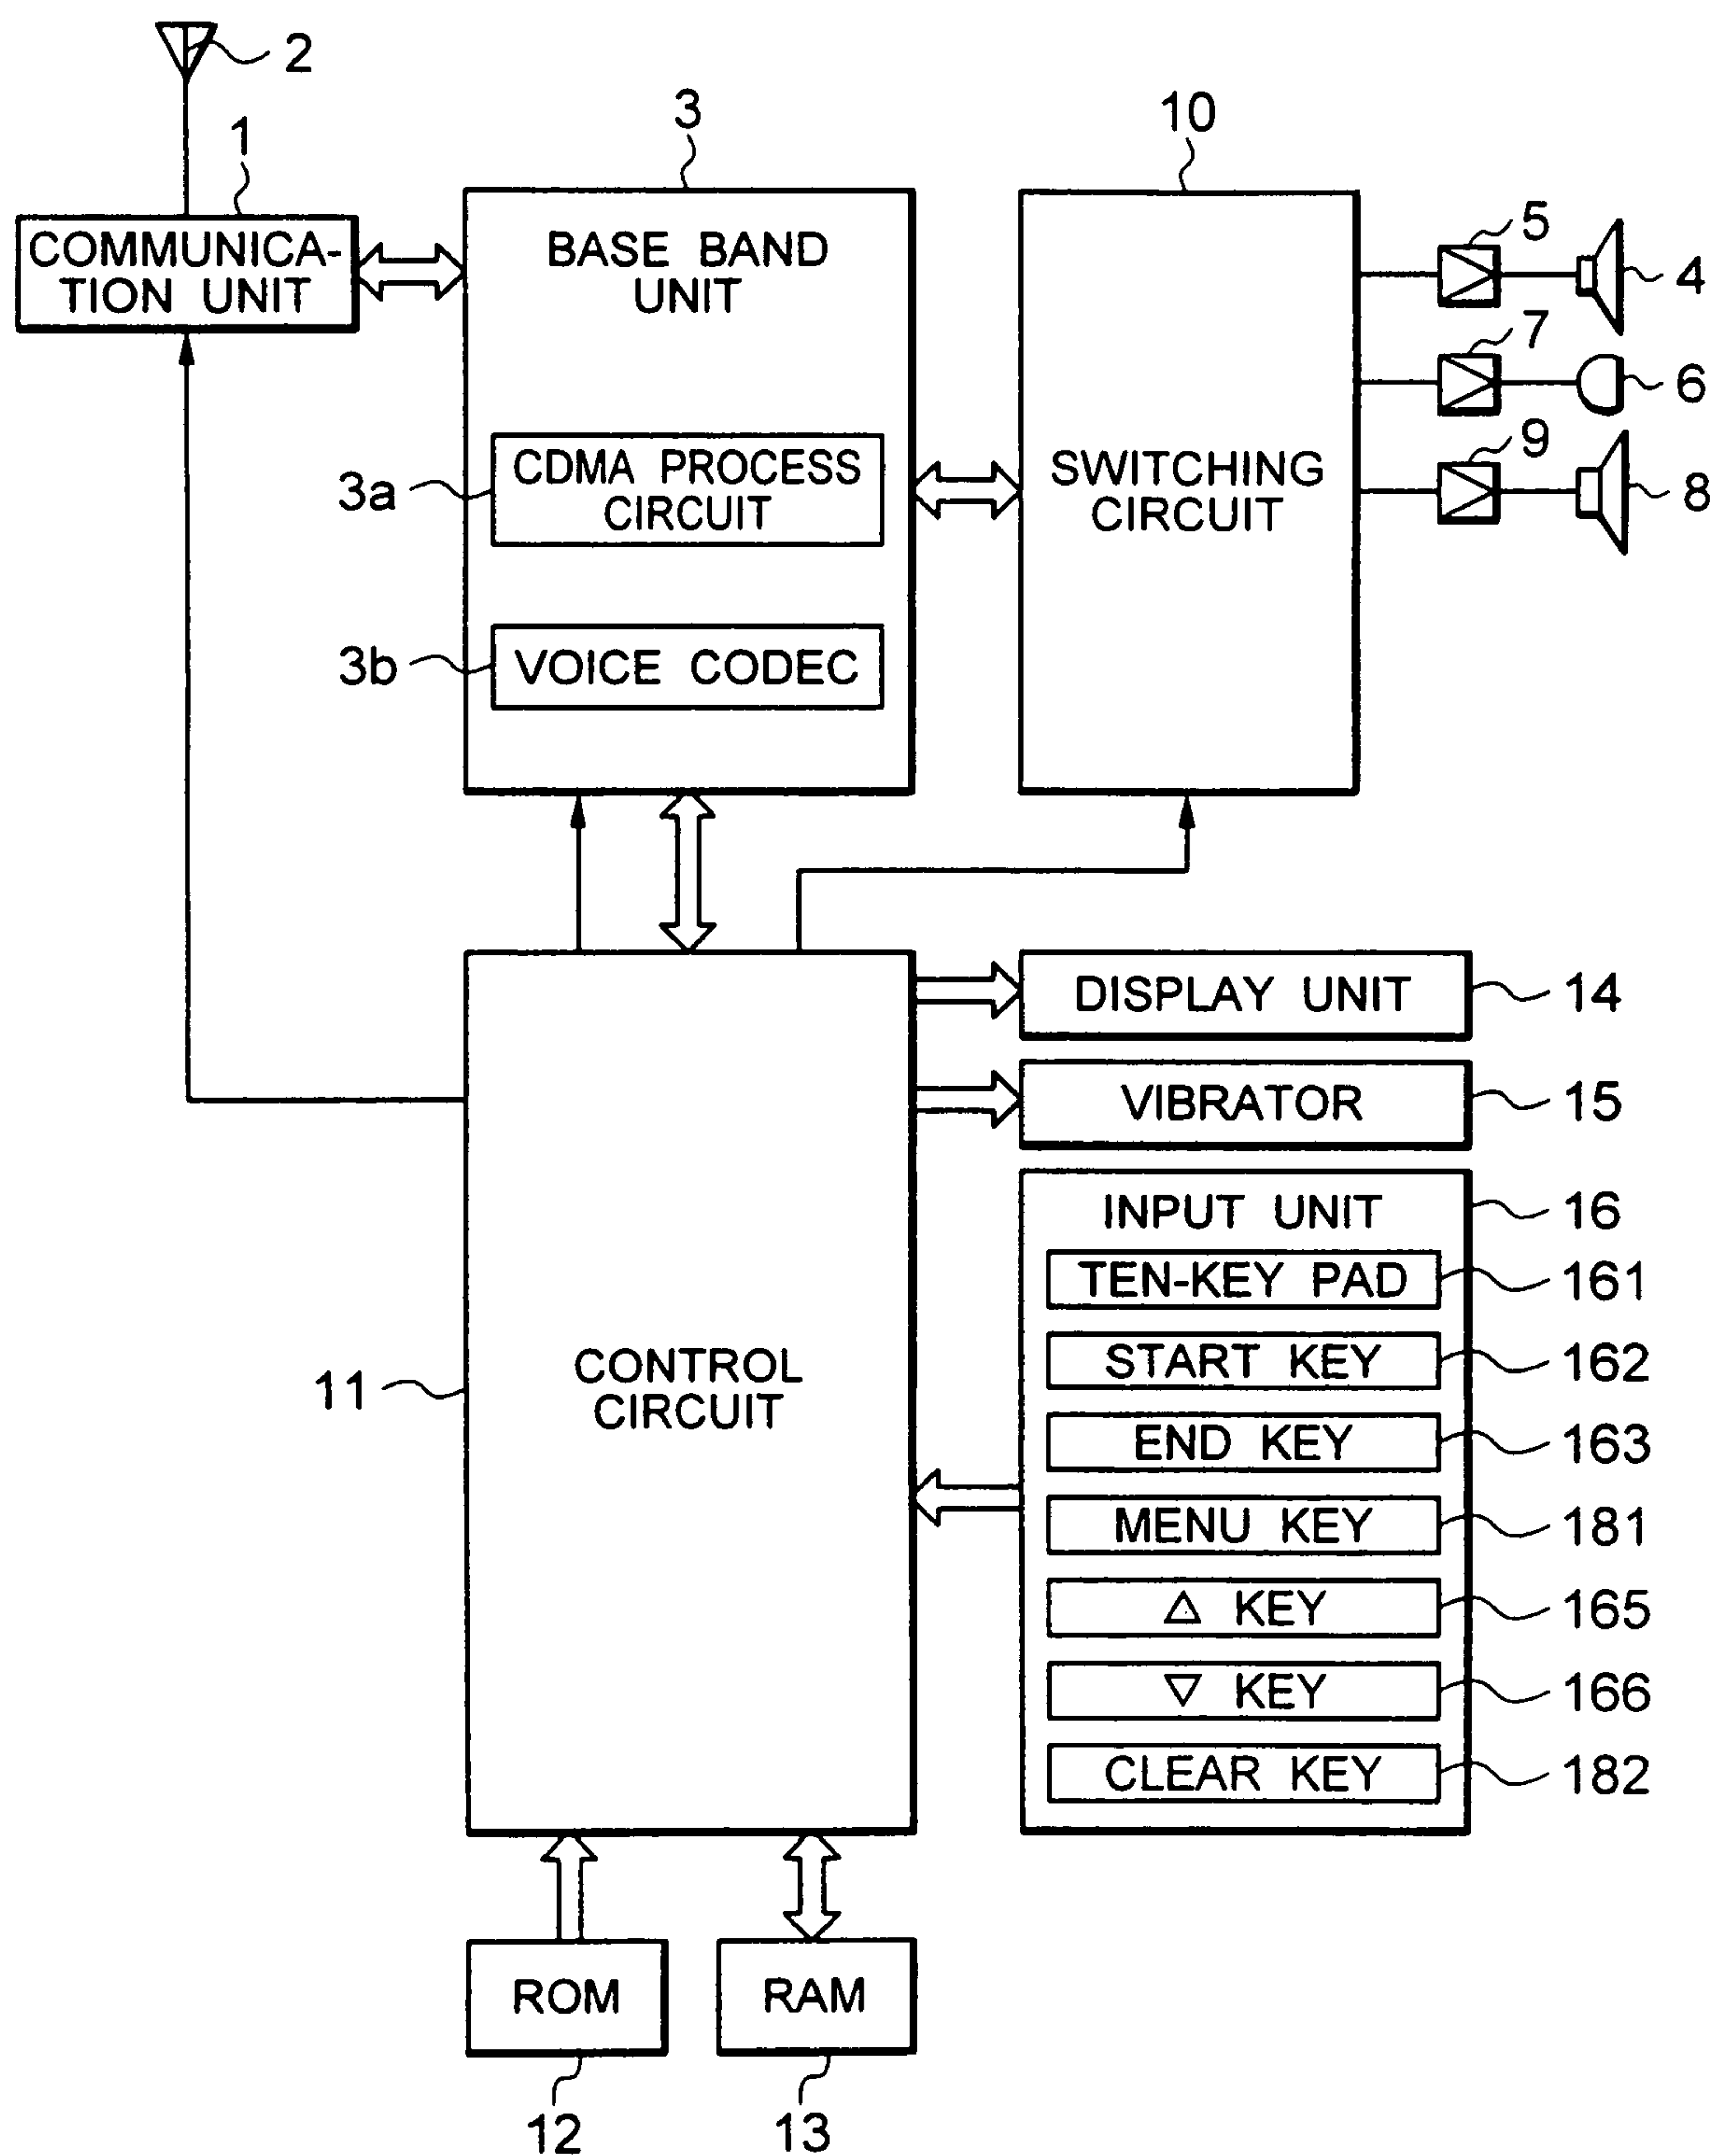 2
1
COMMUNICA-
TION UNIT
3
BASE BAND
UNIT
3a
CDMA PROCESS
CIRCUIT
3b
VOICE CODEC
10
SWITCHING
CIRCUIT
5
4
7
6
9
8
11
CONTROL
CIRCUIT
DISPLAY UNIT
14
VIBRATOR
15
INPUT UNIT
16
TEN-KEY PAD
161
START KEY
162
END KEY
163
MENU KEY
181
△ KEY
165
▽ KEY
166
CLEAR KEY
182
ROM
12
RAM
13